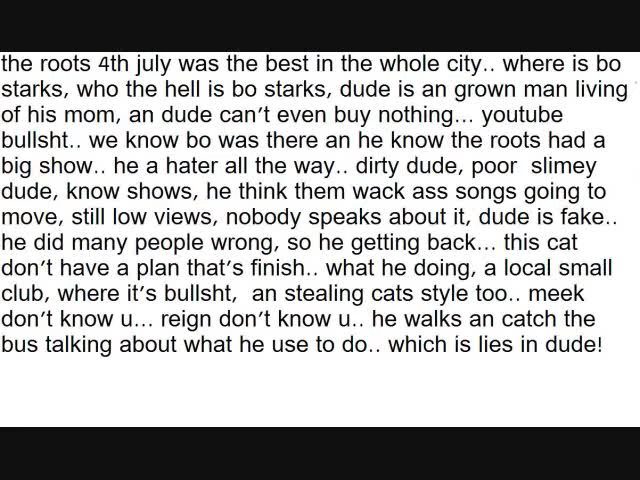 the roots 4th july was the best in the whole city.. where is bo
starks, who the hell is bo starks, dude is an grown man living
of his mom, an dude can't even buy nothing... youtube
bullsht.. we know bo was there an he know the roots had a
big show.. he a hater all the way.. dirty dude, poor  slimey
dude, know shows, he think them wack ass songs going to
move, still low views, nobody speaks about it, dude is fake..
he did many people wrong, so he getting back... this cat
don't have a plan that's finish.. what he doing, a local small
club, where it's bullsht,  an stealing cats style too.. meek
don't know u... reign don't know u.. he walks an catch the
bus talking about what he use to do.. which is lies in dude!